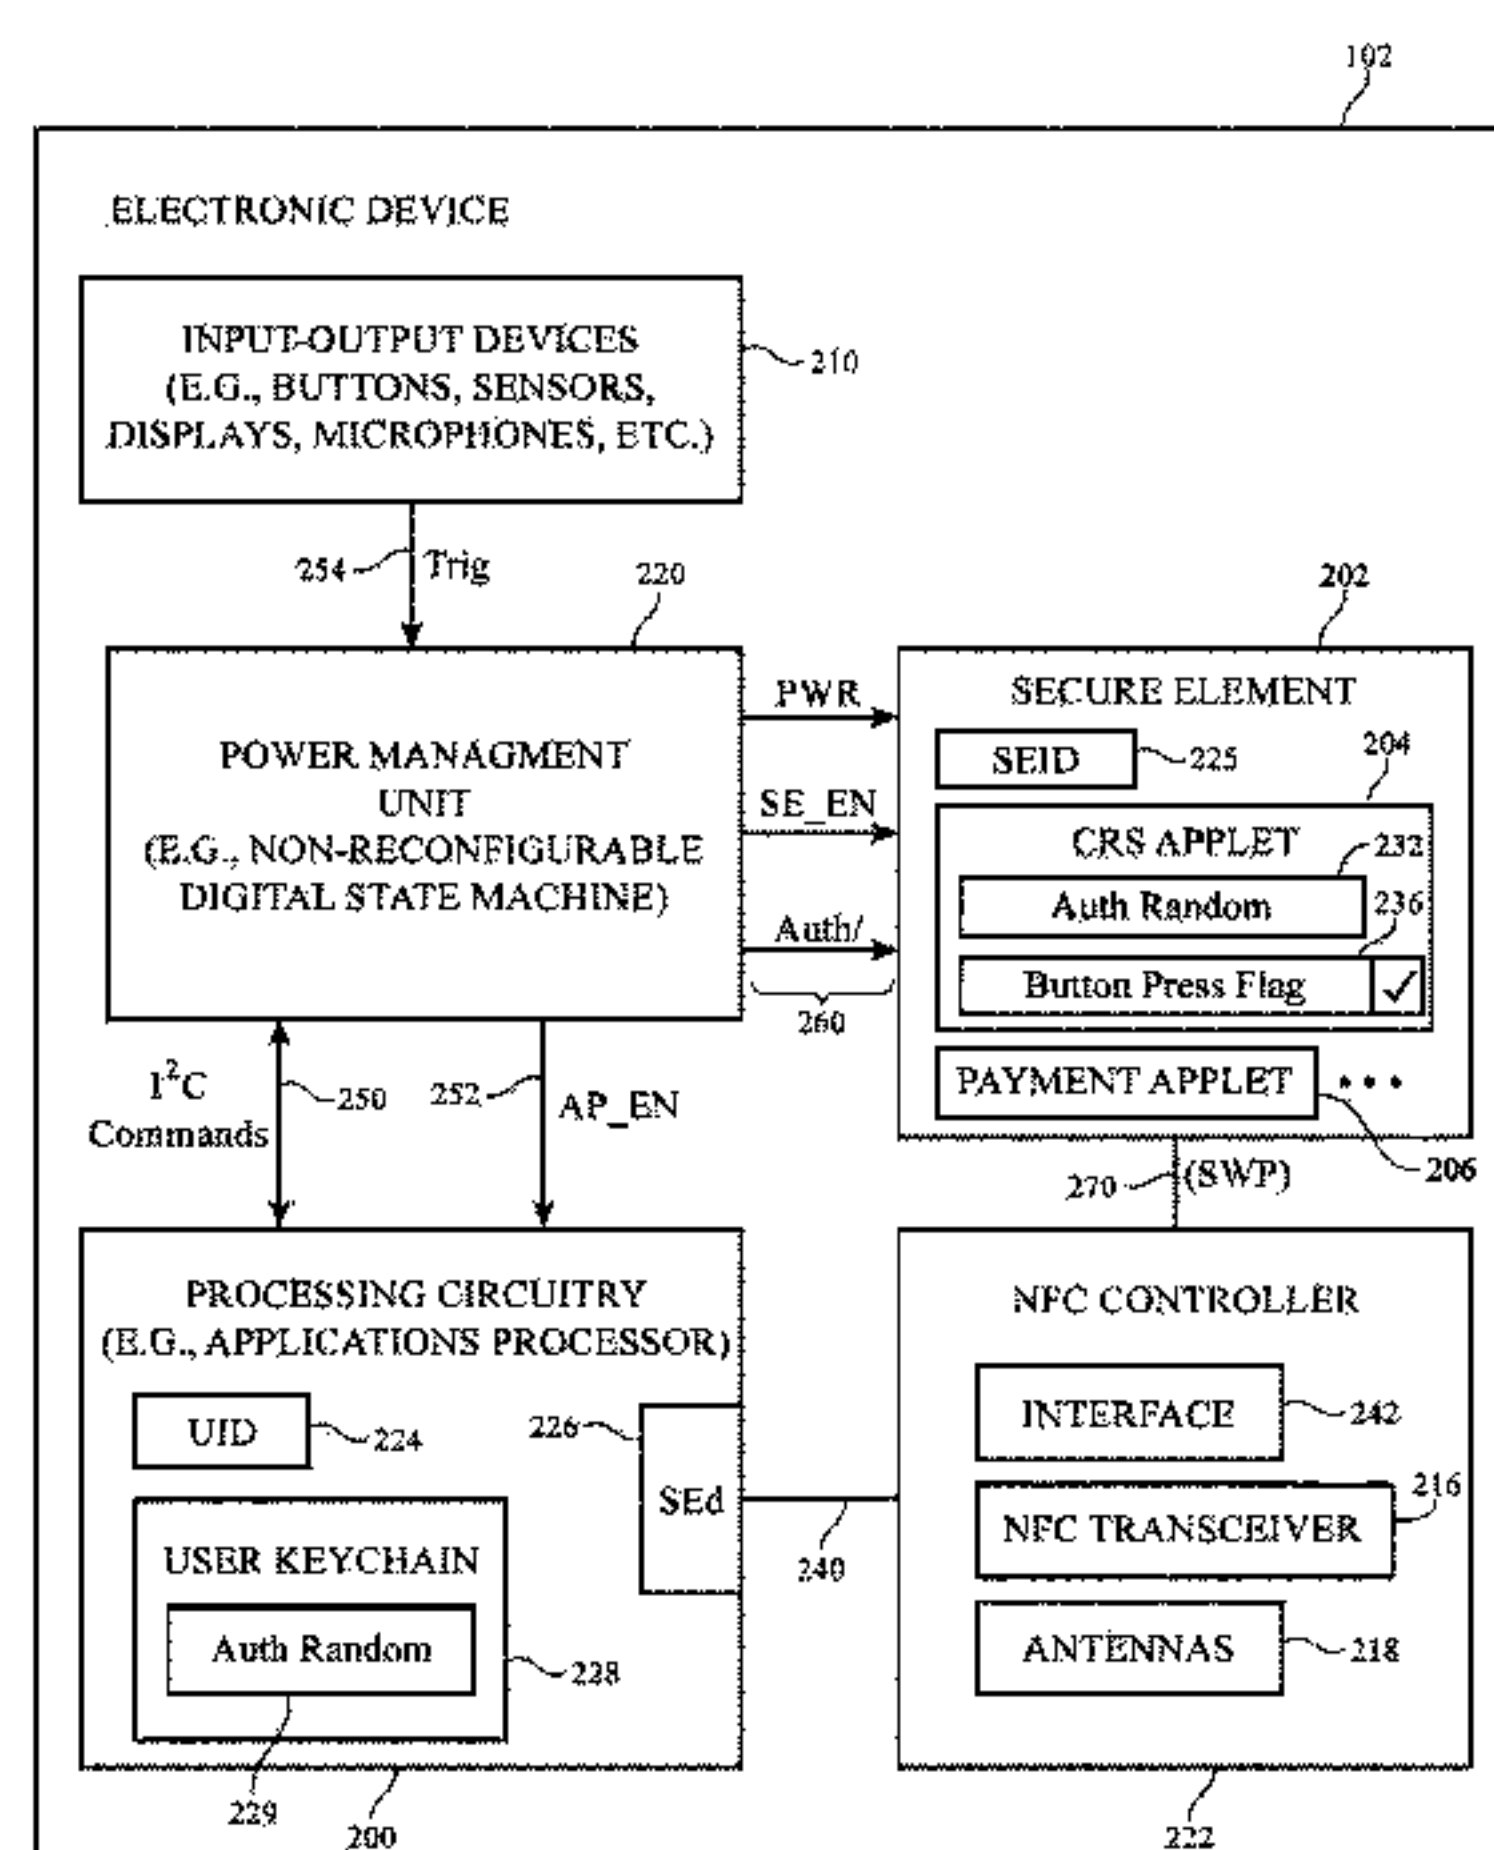 102
ELECTRONIC DEVICE
INPUT-OUTPUT DEVICES
(E.G., BUTTONS, SENSORS,
DISPLAYS, MICROPHONES, ETC.)
210
254
Trig
220
202
POWER MANAGMENT
UNIT
(E.G., NON-RECONFIGURABLE
DIGITAL STATE MACHINE)
PWR
SE_EN
Auth/
260
SECURE ELEMENT
SEID
225
204
CRS APPLET
232
Auth Random
236
Button Press Flag
PAYMENT APPLET
206
I²C
Commands
250
252
AP_EN
270
(SWP)
PROCESSING CIRCUITRY
(E.G., APPLICATIONS PROCESSOR)
UID
224
226
SEd
USER KEYCHAIN
Auth Random
228
229
200
240
NFC CONTROLLER
INTERFACE
242
216
NFC TRANSCEIVER
ANTENNAS
218
222